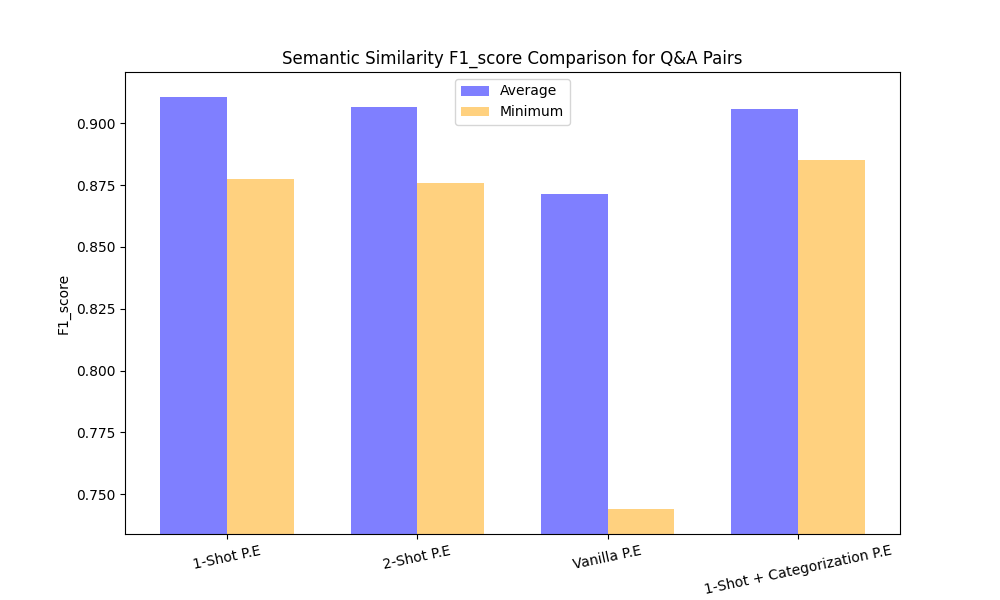 Semantic Similarity F1_score Comparison for Q&A Pairs
Average
Minimum
0.900
0.875
0.850
0.825
0.800
0.775
0.750
F1_score
1-Shot P.E
2-Shot P.E
Vanilla P.E
1-Shot + Categorization P.E